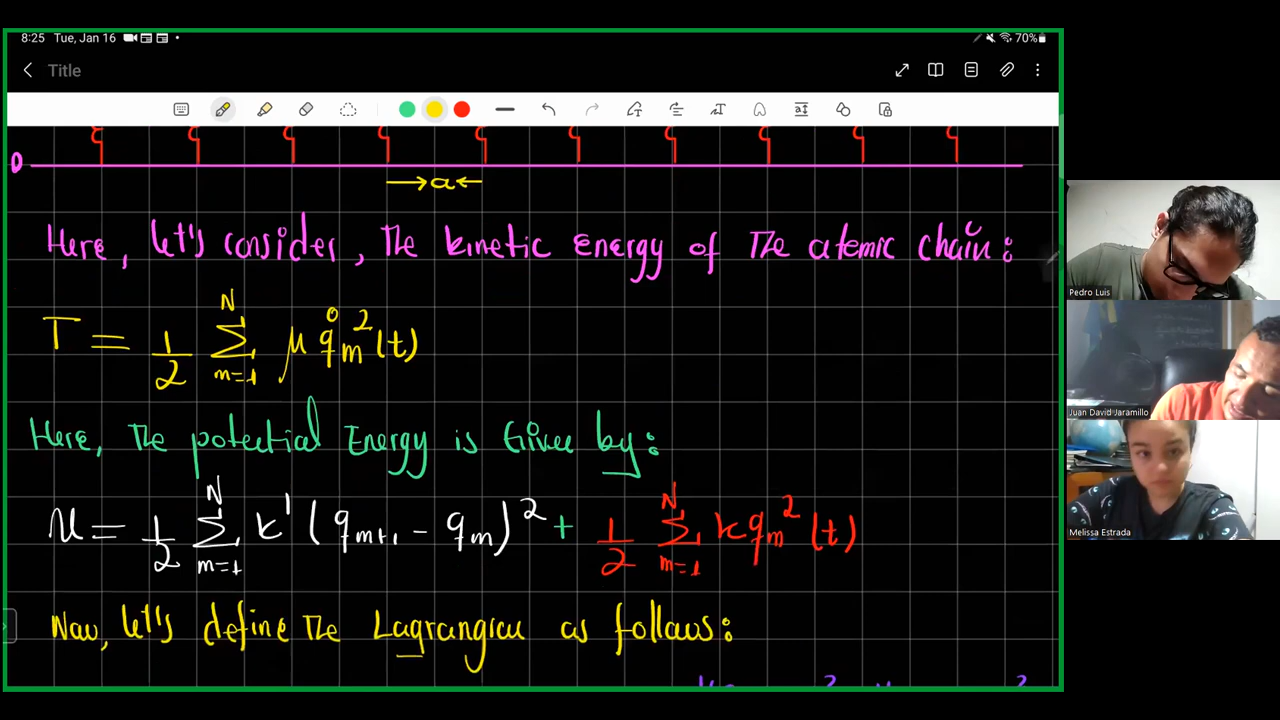 8:25 Tue, Jan 16
70%
Title
→a←
Here, let's consider, The kinetic Energy of The atomic chain:
T = 1/2 Σ_{m=1}^{N} μ q̇_m^2(t)
Here, The potential Energy is Given by:
U = 1/2 Σ_{m=1}^{N} k' (q_{m+1} - q_m)^2 + 1/2 Σ_{m=1}^{N} k q_m^2(t)
Now, let's define The Lagrangian as follows:
Pedro Luis
Juan David Jaramillo
Melissa Estrada